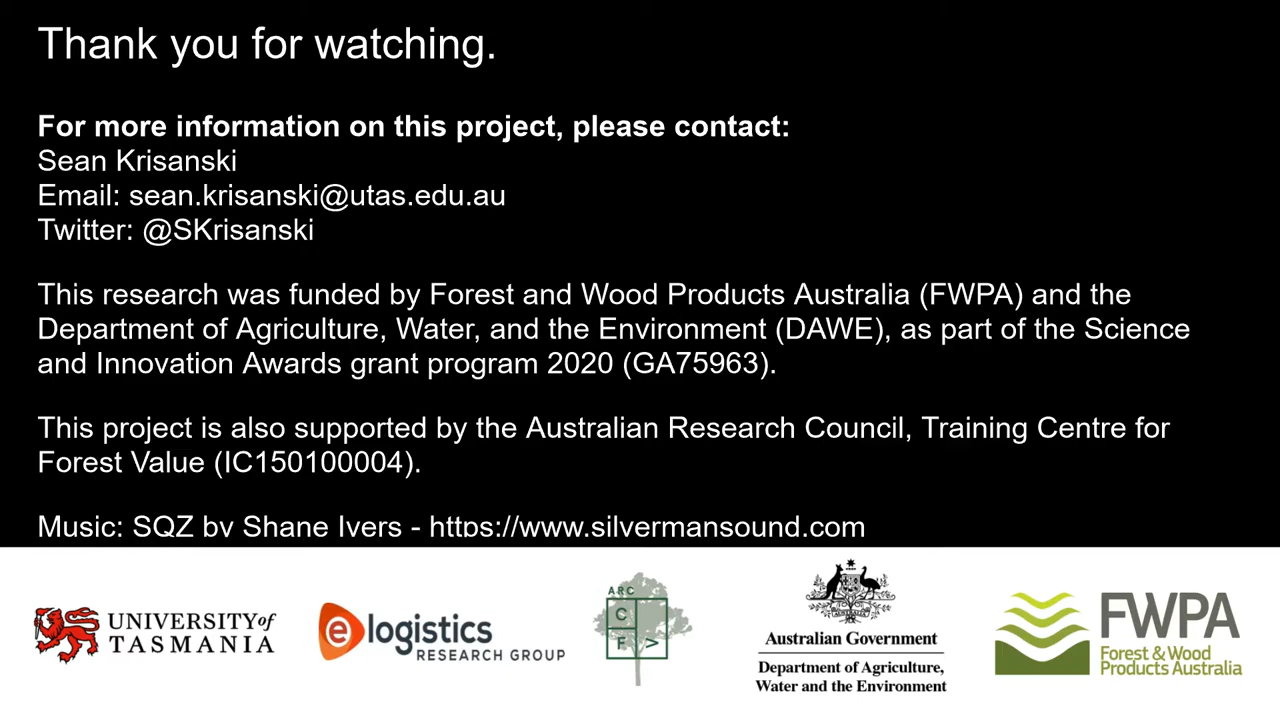 Thank you for watching.
For more information on this project, please contact:
Sean Krisanski
Email: sean.krisanski@utas.edu.au
Twitter: @SKrisanski
This research was funded by Forest and Wood Products Australia (FWPA) and the
Department of Agriculture, Water, and the Environment (DAWE), as part of the Science
and Innovation Awards grant program 2020 (GA75963).
This project is also supported by the Australian Research Council, Training Centre for
Forest Value (IC150100004).
Music: SQZ by Shane Ivers - https://www.silvermansound.com
UNIVERSITY of
TASMANIA
e logistics
RESEARCH GROUP
ARC
C
F >
Australian Government
Department of Agriculture,
Water and the Environment
FWPA
Forest & Wood
Products Australia